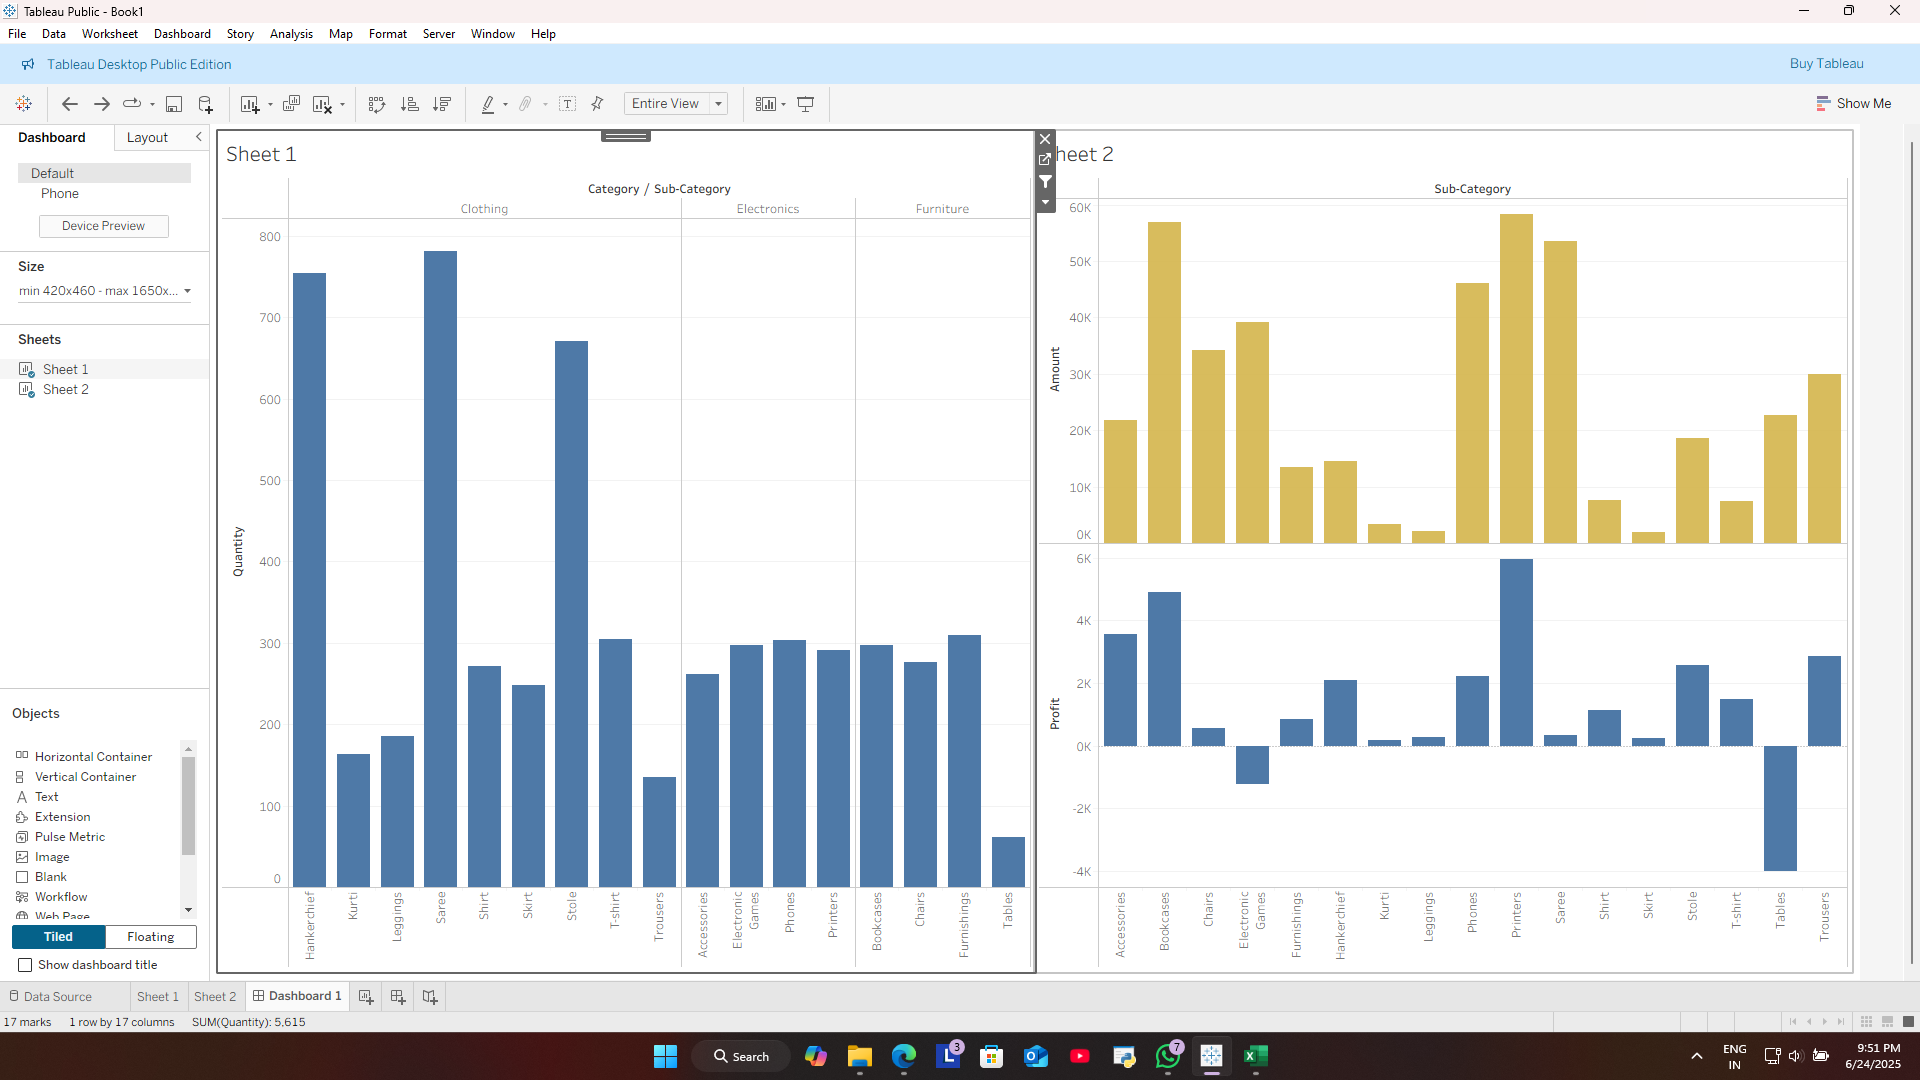 Tableau Public - Book1
File Data Worksheet Dashboard Story Analysis Map Format Server Window Help
Tableau Desktop Public Edition Buy Tableau
Entire View Show Me
Dashboard Layout
Default
Phone
Device Preview
Size
min 420x460 - max 1650x...
Sheets
Sheet 1
Sheet 2
Objects
Horizontal Container
Vertical Container
Text
Extension
Pulse Metric
Image
Blank
Workflow
Web Page
Tiled Floating
Show dashboard title
Sheet 1
Category / Sub-Category
Clothing Electronics Furniture
Quantity
800
700
600
500
400
300
200
100
0
Hankerchief
Kurti
Leggings
Saree
Shirt
Skirt
Stole
T-shirt
Trousers
Accessories
Electronic
Games
Phones
Printers
Bookcases
Chairs
Furnishings
Tables
heet 2
Sub-Category
Amount
60K
50K
40K
30K
20K
10K
0K
Profit
6K
4K
2K
0K
-2K
-4K
Accessories
Bookcases
Chairs
Electronic
Games
Furnishings
Hankerchief
Kurti
Leggings
Phones
Printers
Saree
Shirt
Skirt
Stole
T-shirt
Tables
Trousers
Data Source Sheet 1 Sheet 2 Dashboard 1
17 marks 1 row by 17 columns SUM(Quantity): 5,615
Search
3
7
ENG
IN
9:51 PM
6/24/2025